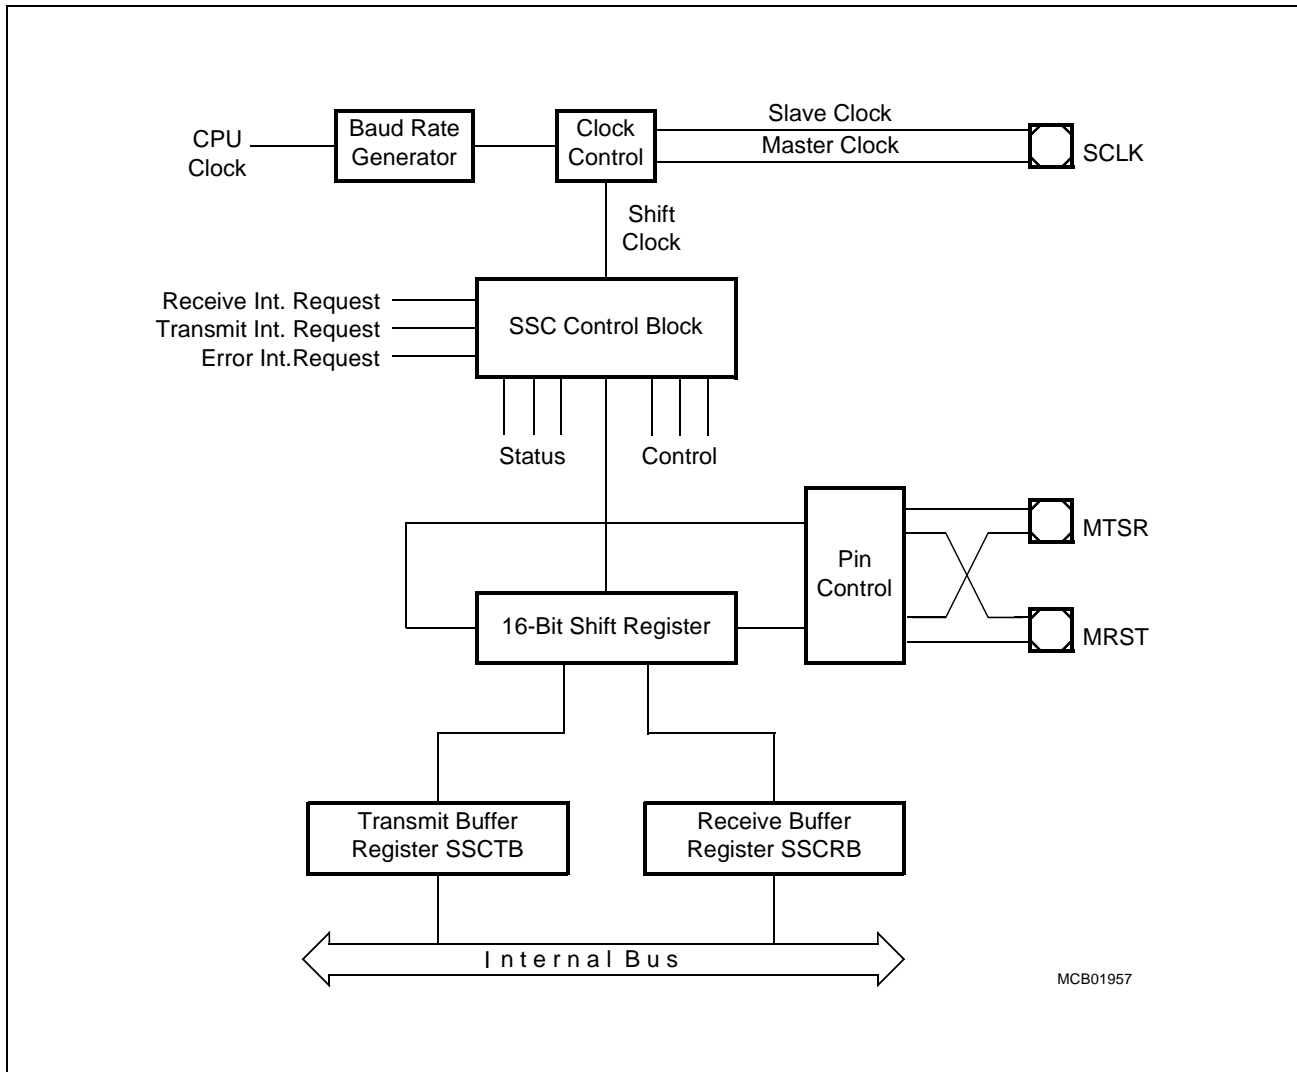 CPU
Clock
Baud Rate
Generator
Clock
Control
Slave Clock
Master Clock
SCLK
Shift
Clock
Receive Int. Request
Transmit Int. Request
Error Int.Request
SSC Control Block
Status
Control
Pin
Control
MTSR
MRST
16-Bit Shift Register
Transmit Buffer
Register SSCTB
Receive Buffer
Register SSCRB
Internal Bus
MCB01957